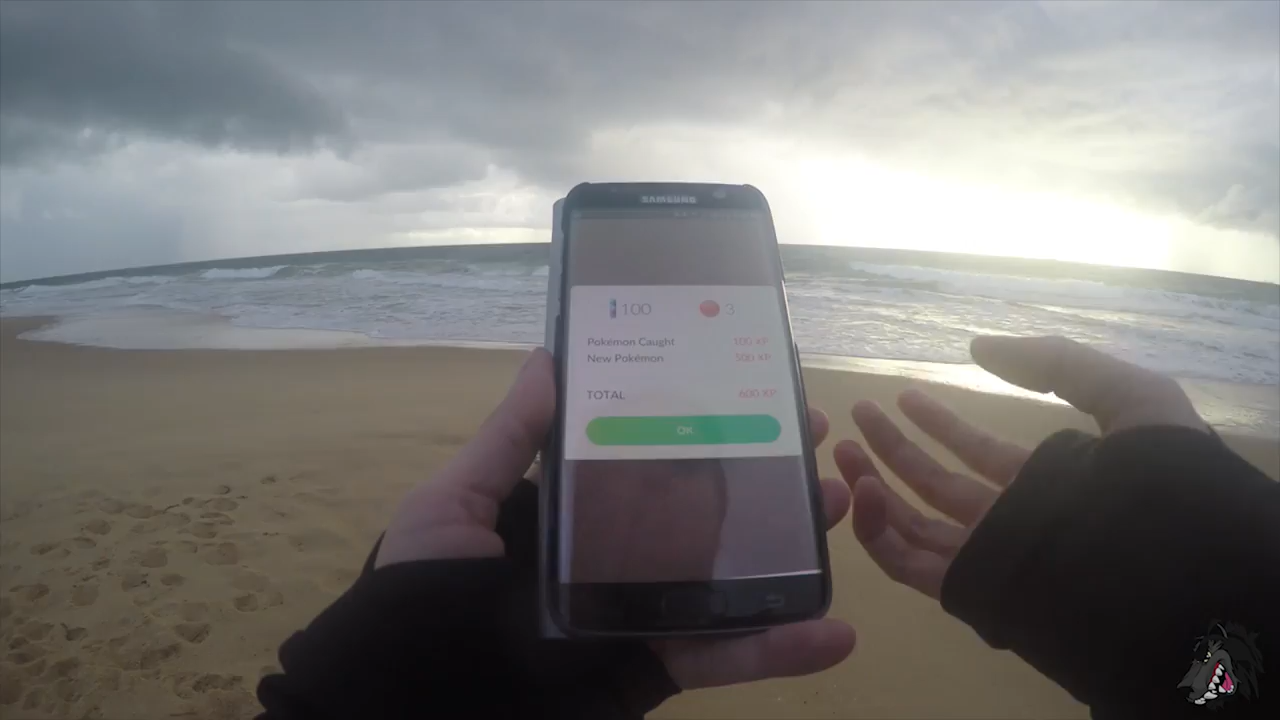 SAMSUNG
100 3
Pokémon Caught 100 XP
New Pokémon 500 XP
TOTAL 600 XP
OK